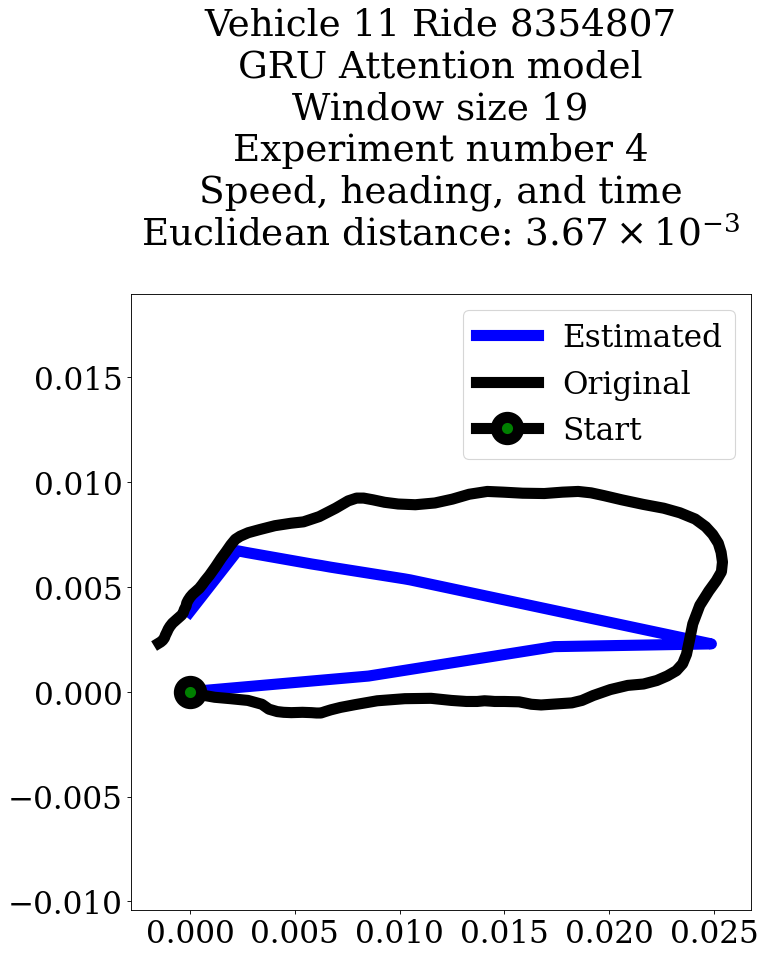 Vehicle 11 Ride 8354807
GRU Attention model
Window size 19
Experiment number 4
Speed, heading, and time
Euclidean distance: 3.67 × 10⁻³
Estimated
Original
Start
0.015
0.010
0.005
0.000
−0.005
−0.010
0.000 0.005 0.010 0.015 0.020 0.025